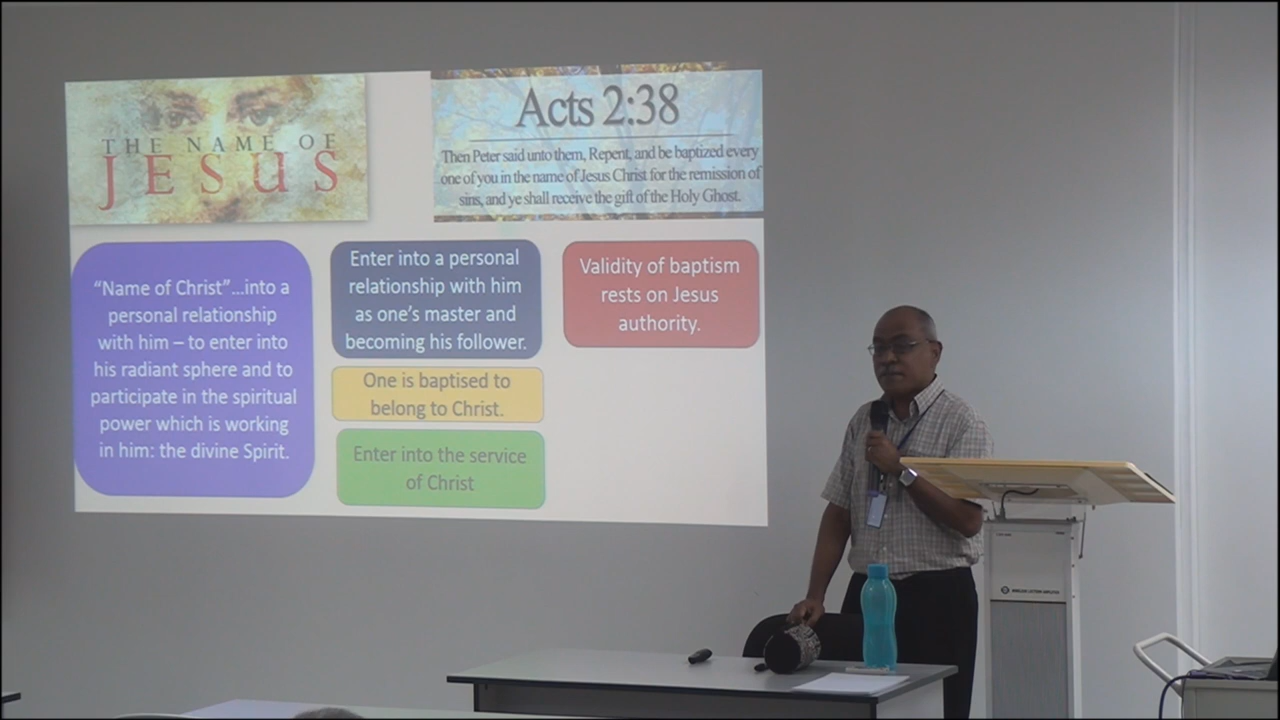 THE NAME OF
JESUS
Acts 2:38
Then Peter said unto them, Repent, and be baptized every
one of you in the name of Jesus Christ for the remission of
sins, and ye shall receive the gift of the Holy Ghost.
“Name of Christ”...into a
personal relationship
with him – to enter into
his radiant sphere and to
participate in the spiritual
power which is working
in him: the divine Spirit.
Enter into a personal
relationship with him
as one’s master and
becoming his follower.
One is baptised to
belong to Christ.
Enter into the service
of Christ
Validity of baptism
rests on Jesus
authority.